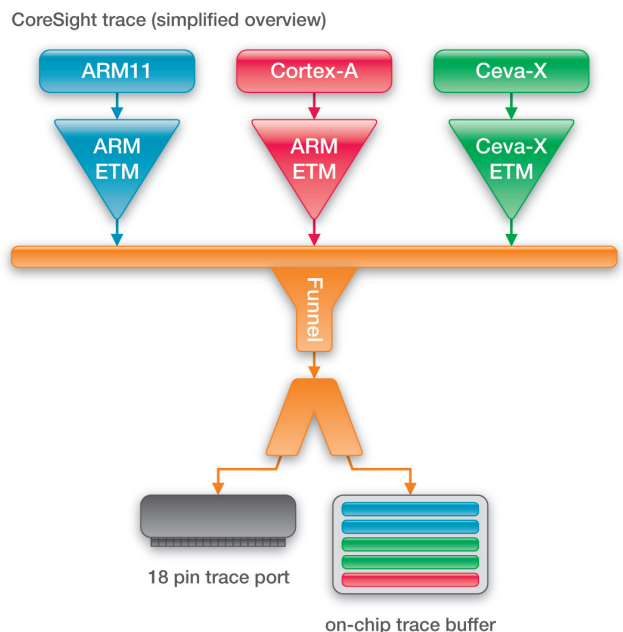 CoreSight trace (simplified overview)
ARM11
Cortex-A
Ceva-X
ARM
ETM
ARM
ETM
Ceva-X
ETM
Funnel
18 pin trace port
on-chip trace buffer